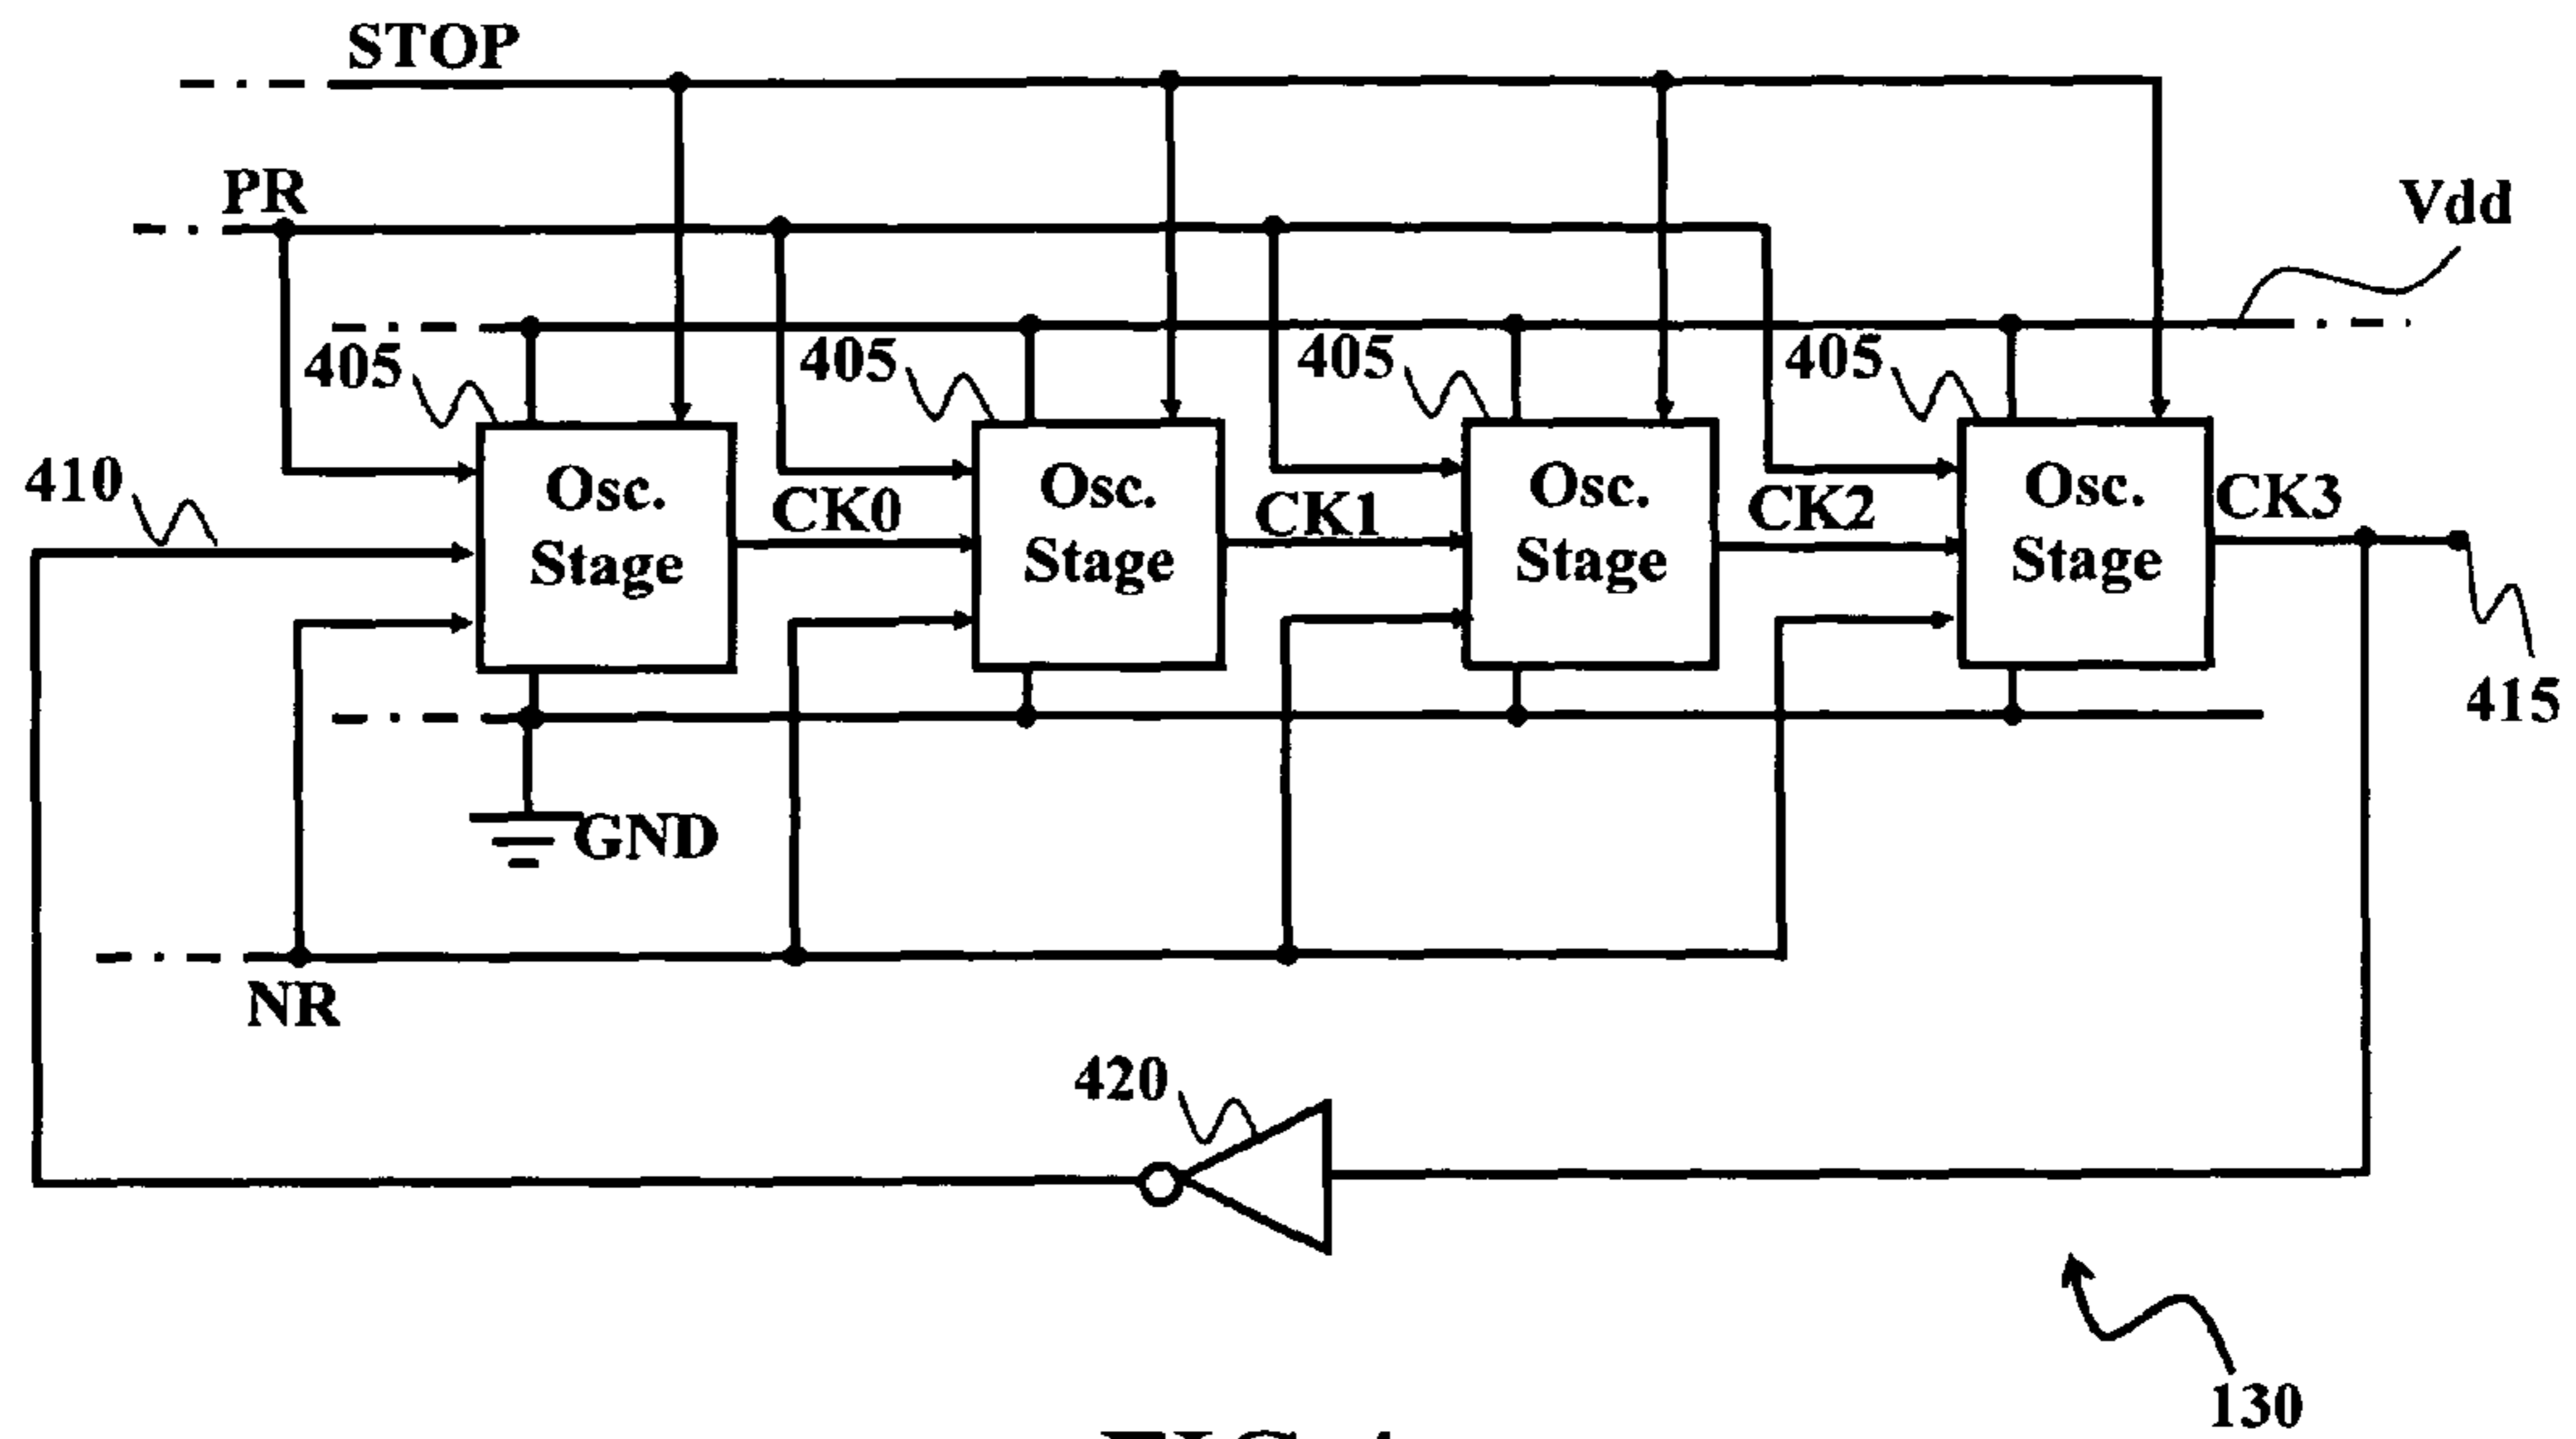 STOP
PR
Vdd
405
405
405
405
410
Osc.
Stage
CK0
Osc.
Stage
CK1
Osc.
Stage
CK2
Osc.
Stage
CK3
415
GND
NR
420
130